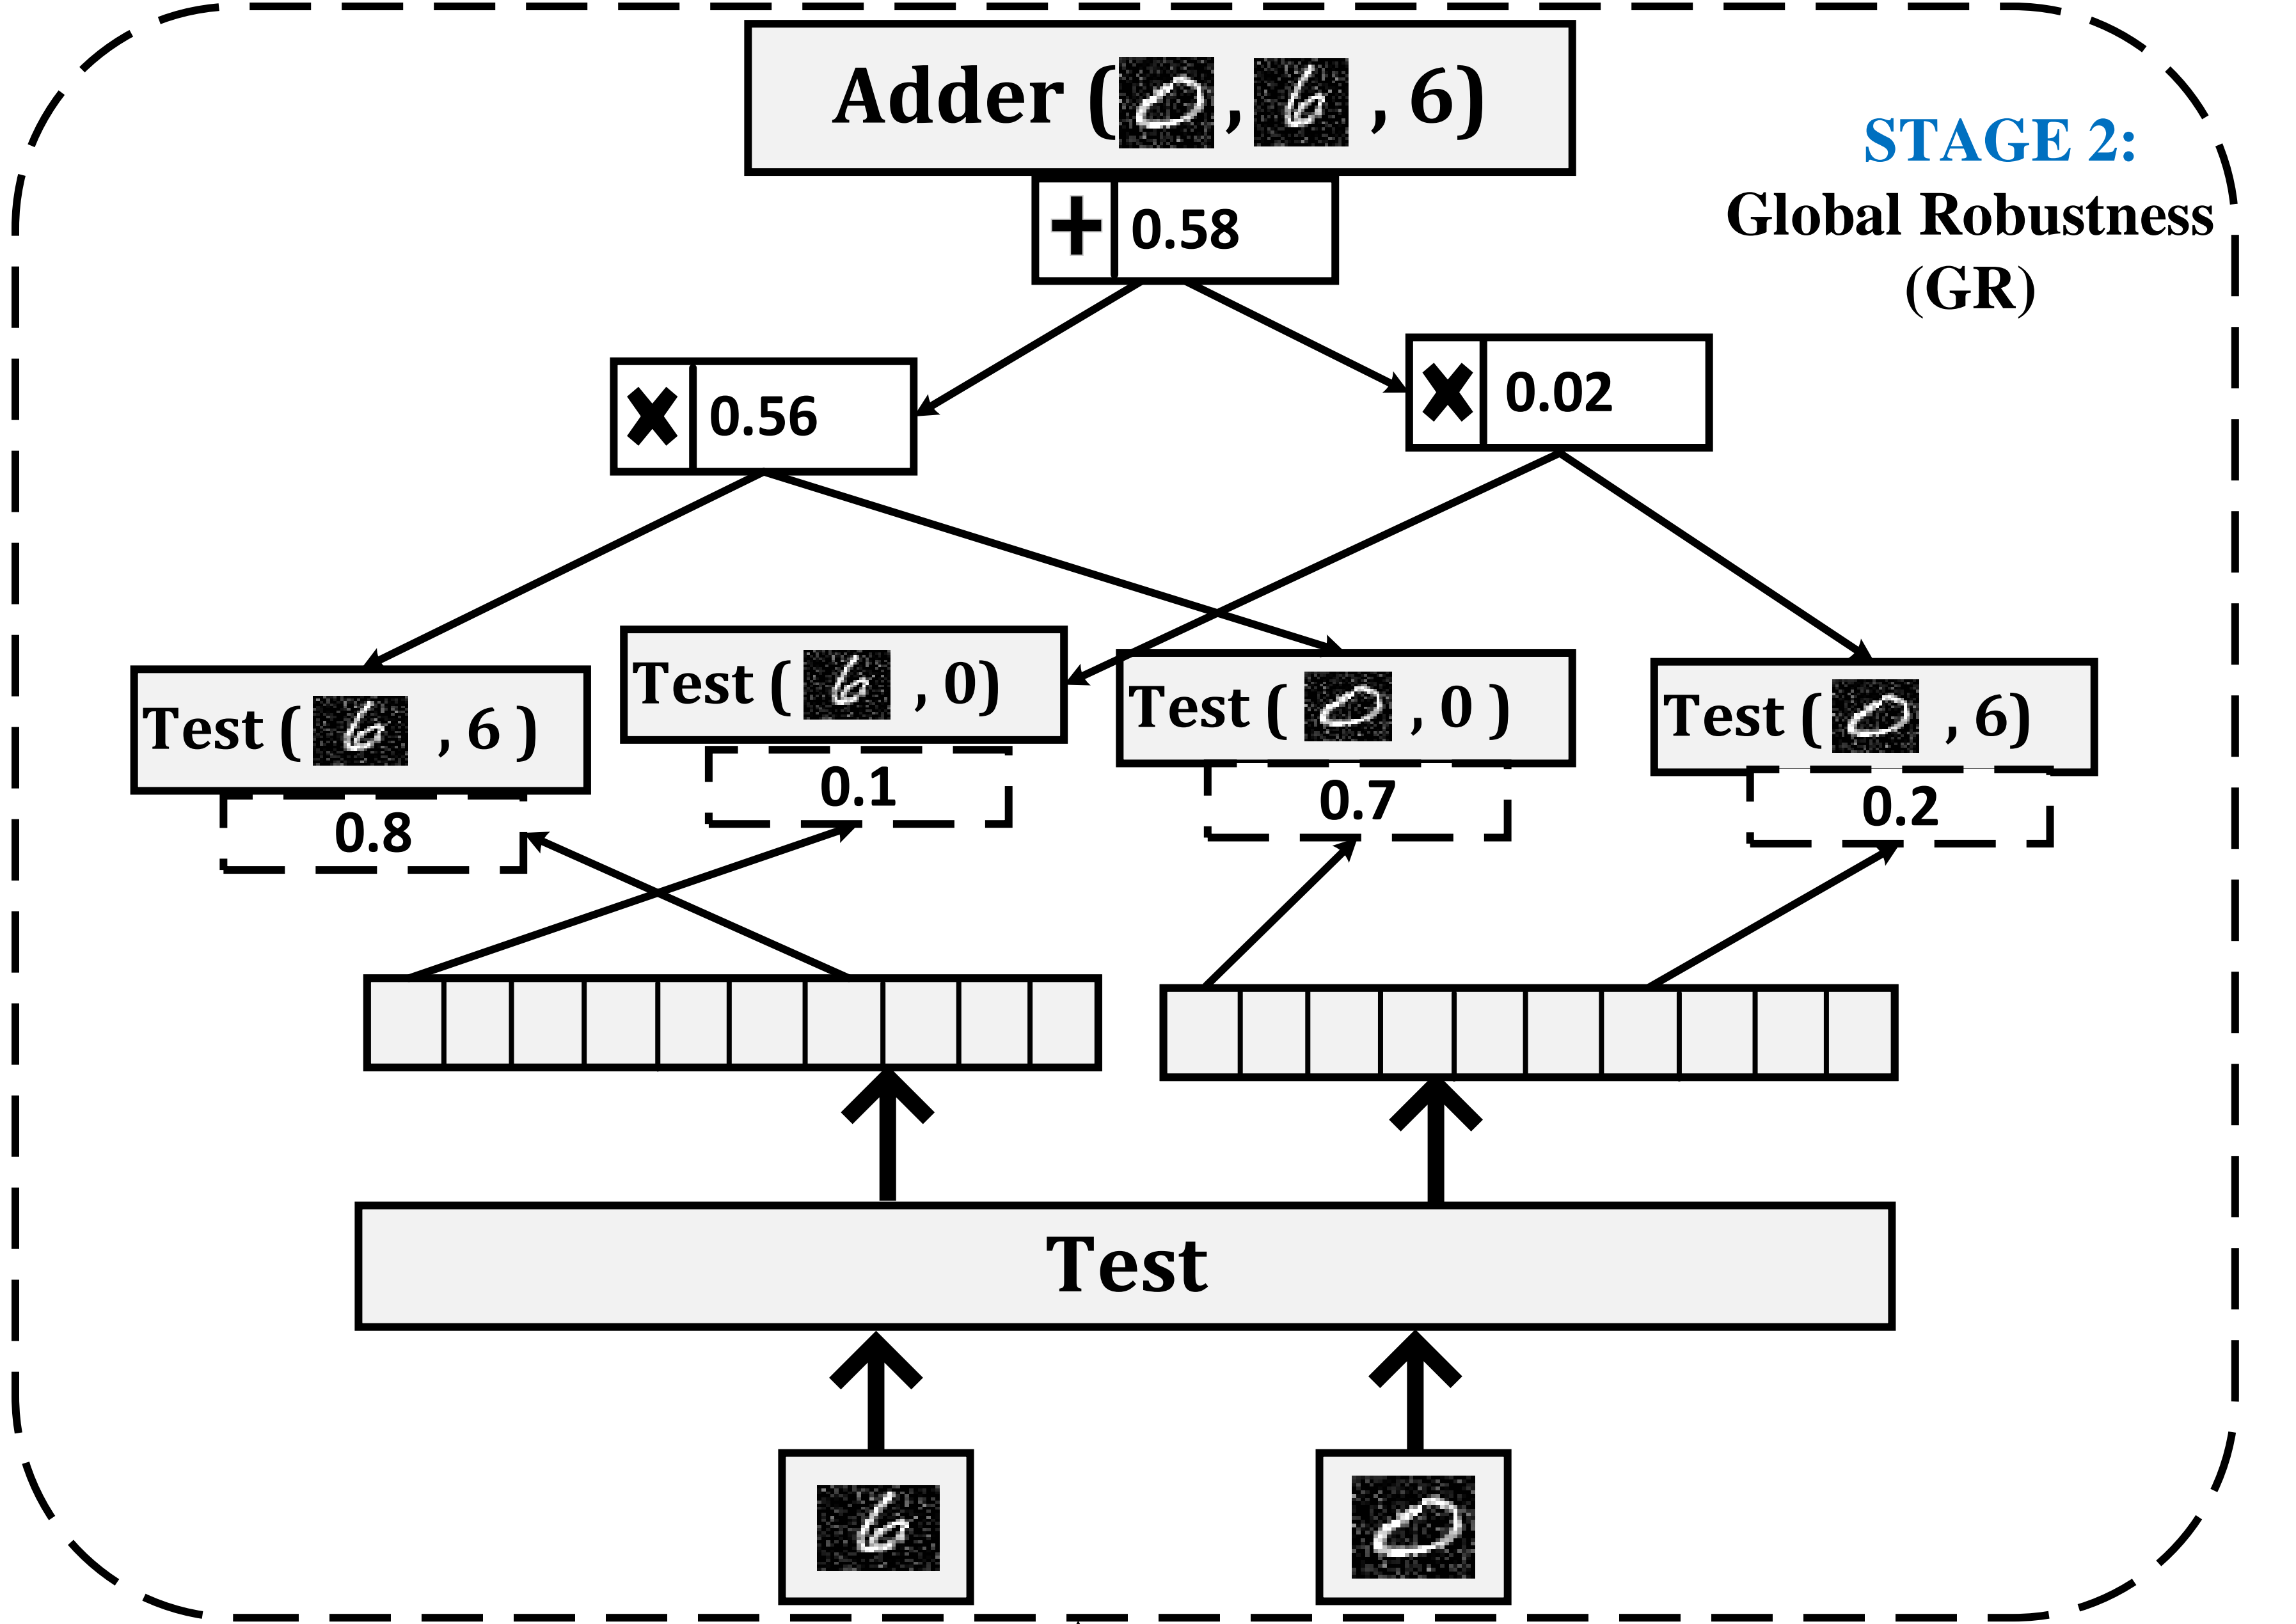 Adder ( , , 6)
STAGE 2:
Global Robustness
(GR)
+ 0.58
× 0.56
× 0.02
Test ( , 6 )
Test ( , 0)
Test ( , 0 )
Test ( , 6)
0.8
0.1
0.7
0.2
Test